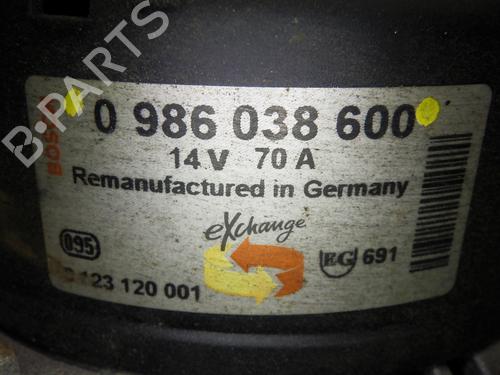 B-PARTS
BOSCH
0 986 038 600
14 V 70 A
Remanufactured in Germany
eXchange
095
EG 691
123 120 001